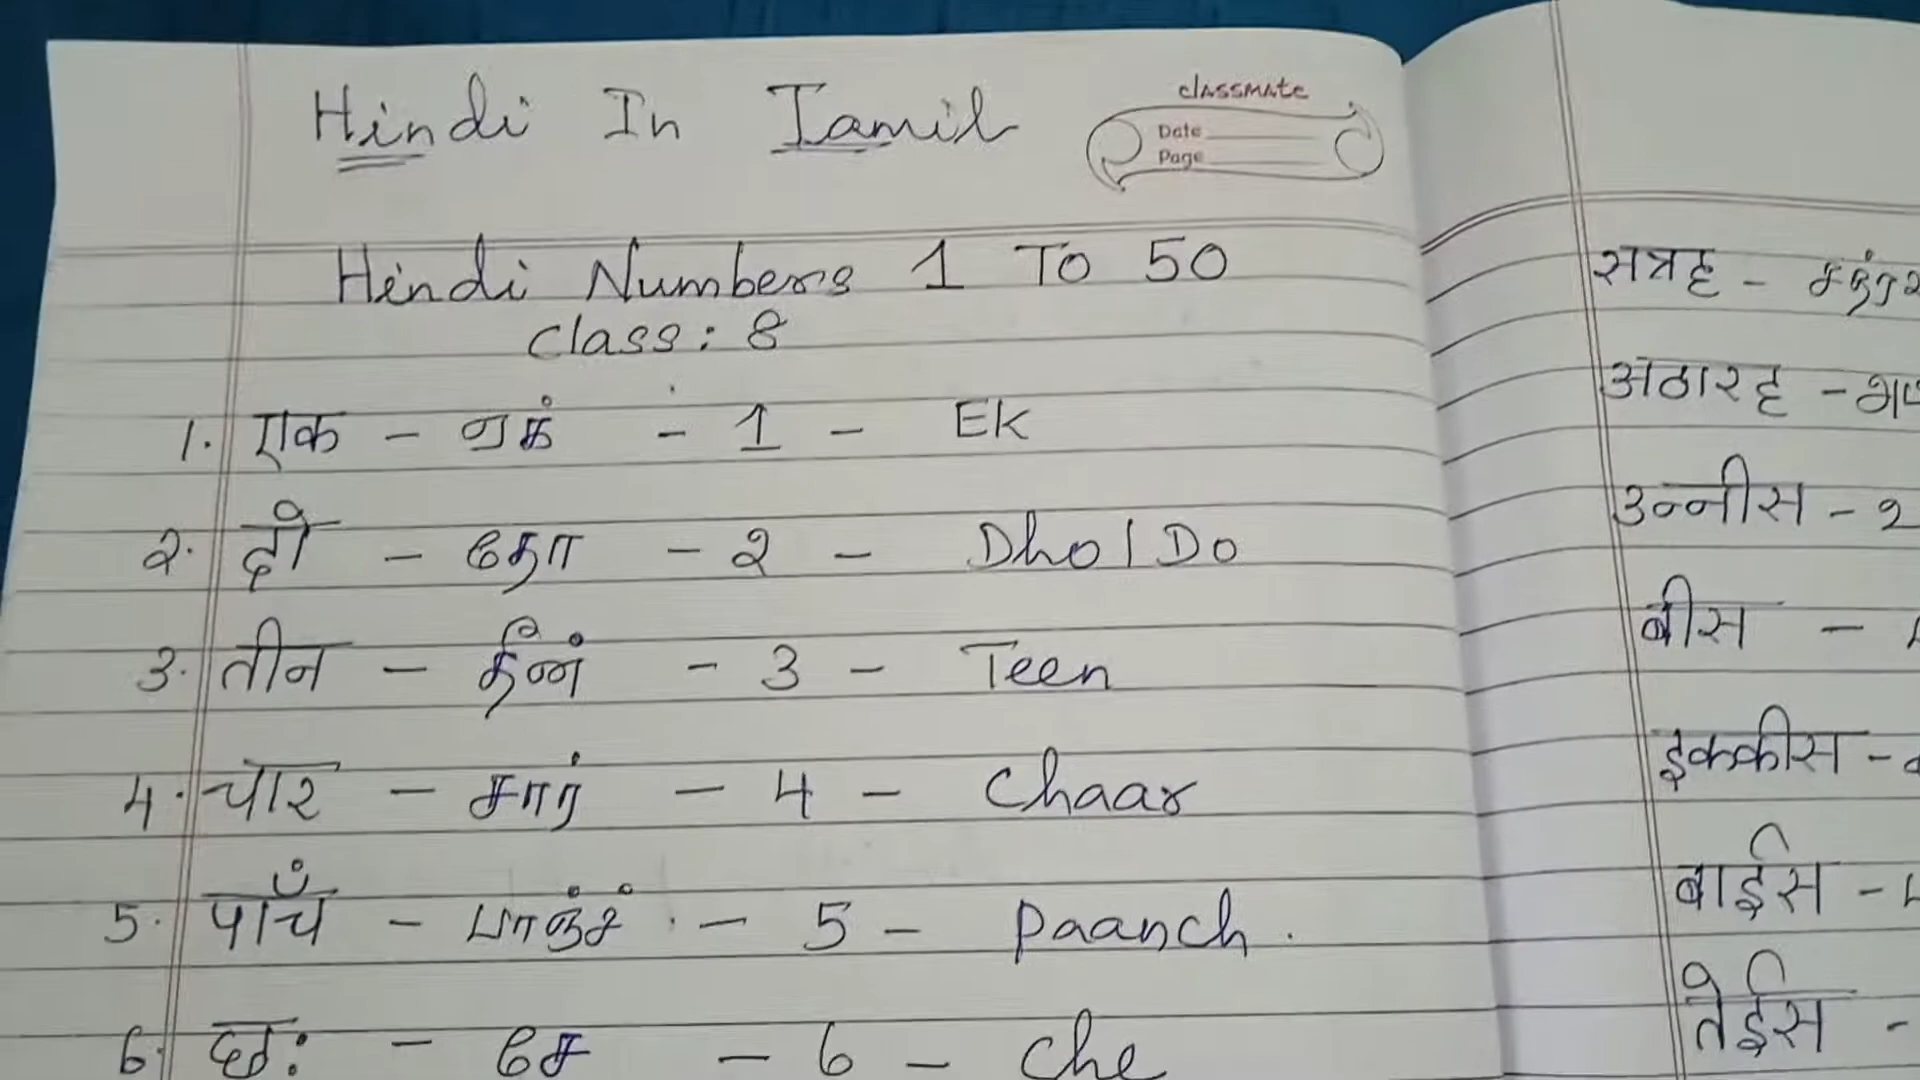 Hindi In Tamil
classmate
Date
Page
Hindi Numbers 1 To 50
Class: 8
1. एक - ஏக் - 1 - Ek
2. दो - தோ - 2 - Dho/Do
3. तीन - தீன் - 3 - Teen
4. चार - சார் - 4 - Chaar
5. पाँच - பாஞ்ச் - 5 - Paanch.
6. छः - சே - 6 - Che
सत्रह -
अठारह -
उन्नीस -
बीस -
इक्कीस -
बाईस -
तेईस -